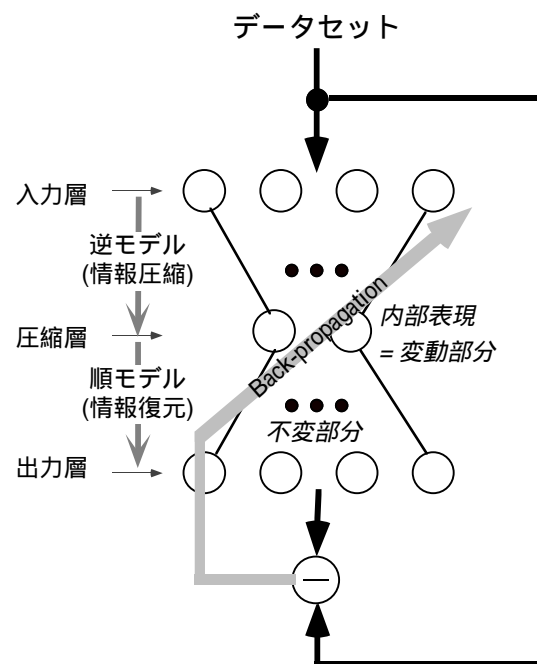 データセット
入力層
逆モデル
(情報圧縮)
圧縮層
順モデル
(情報復元)
出力層
Back-propagation
内部表現
= 変動部分
不変部分
—